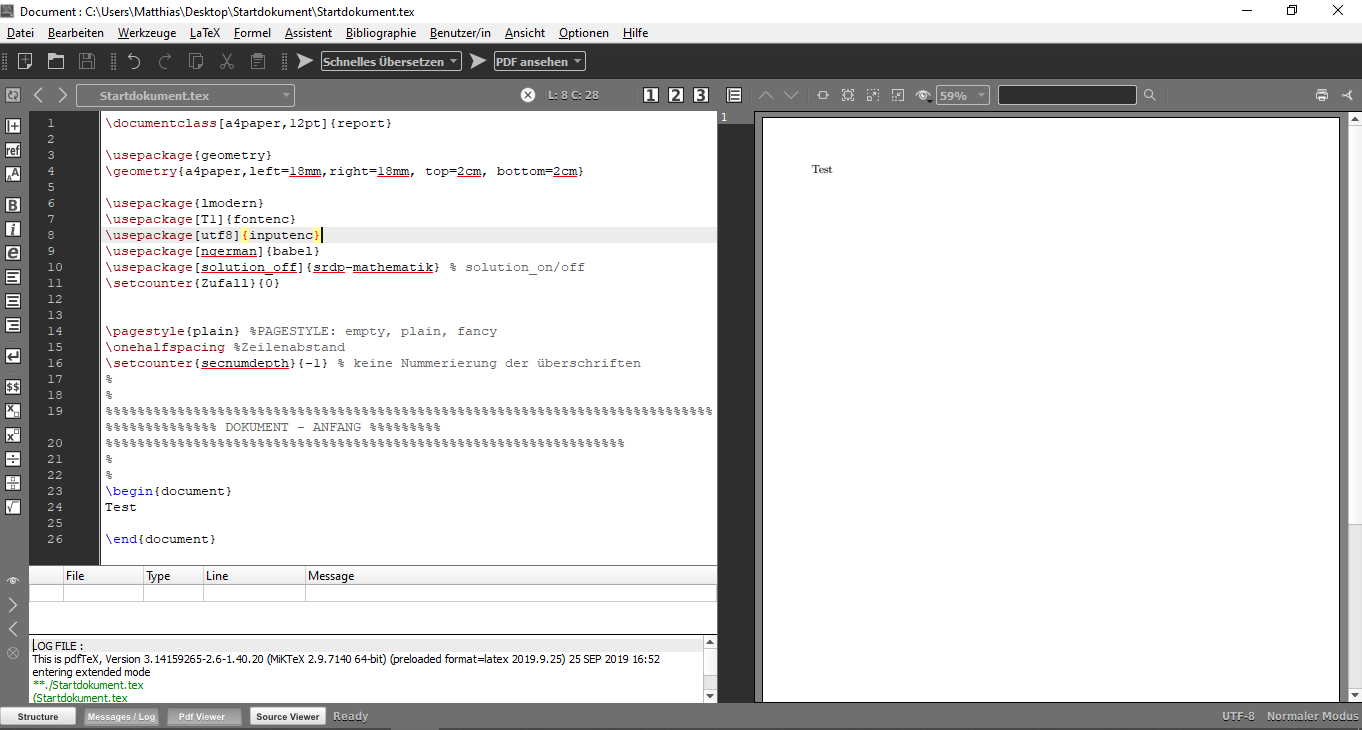 Document : C:\Users\Matthias\Desktop\Startdokument\Startdokument.tex
Datei Bearbeiten Werkzeuge LaTeX Formel Assistent Bibliographie Benutzer/in Ansicht Optionen Hilfe
Schnelles Übersetzen PDF ansehen
Startdokument.tex L: 8 C: 28 1 2 3 59%
1 \documentclass[a4paper,12pt]{report}
2
3 \usepackage{geometry}
4 \geometry{a4paper,left=18mm,right=18mm, top=2cm, bottom=2cm}
5
6 \usepackage{lmodern}
7 \usepackage[T1]{fontenc}
8 \usepackage[utf8]{inputenc}
9 \usepackage[ngerman]{babel}
10 \usepackage[solution_off]{srdp-mathematik} % solution_on/off
11 \setcounter{Zufall}{0}
12
13
14 \pagestyle{plain} %PAGESTYLE: empty, plain, fancy
15 \onehalfspacing %Zeilenabstand
16 \setcounter{secnumdepth}{-1} % keine Nummerierung der überschriften
17 %
18 %
19 %%%%%%%%%%%%%%%%%%%%%%%%%%%%%%%%%%%%%%%%%%%%%%%%%%%%%%%%%%%%%%%%%%%%%%%%%%%%%%
%%%%%%%%%%%%%% DOKUMENT - ANFANG %%%%%%%%%
20 %%%%%%%%%%%%%%%%%%%%%%%%%%%%%%%%%%%%%%%%%%%%%%%%%%%%%%%%%%%%%%%%%
21 %
22 %
23 \begin{document}
24 Test
25
26 \end{document}
1
Test
File Type Line Message
LOG FILE :
This is pdfTeX, Version 3.14159265-2.6-1.40.20 (MiKTeX 2.9.7140 64-bit) (preloaded format=latex 2019.9.25) 25 SEP 2019 16:52
entering extended mode
**./Startdokument.tex
(Startdokument.tex
ref
A
B
i
e
$$
Structure Messages / Log Pdf Viewer Source Viewer Ready UTF-8 Normaler Modus